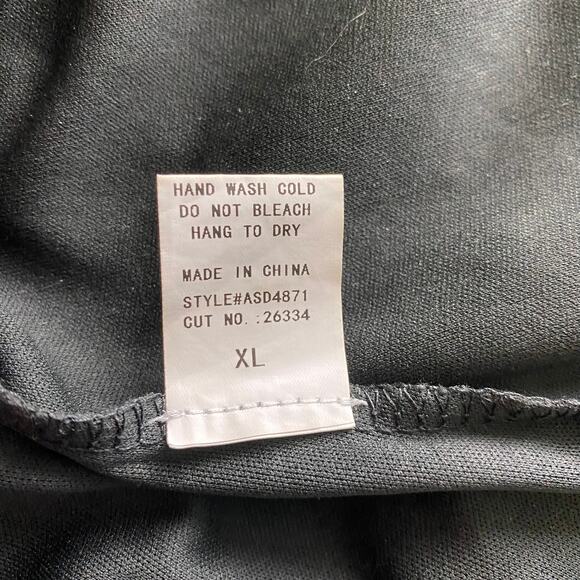 HAND WASH COLD
DO NOT BLEACH
HANG TO DRY
MADE IN CHINA
STYLE#ASD4871
CUT NO. :26334
XL